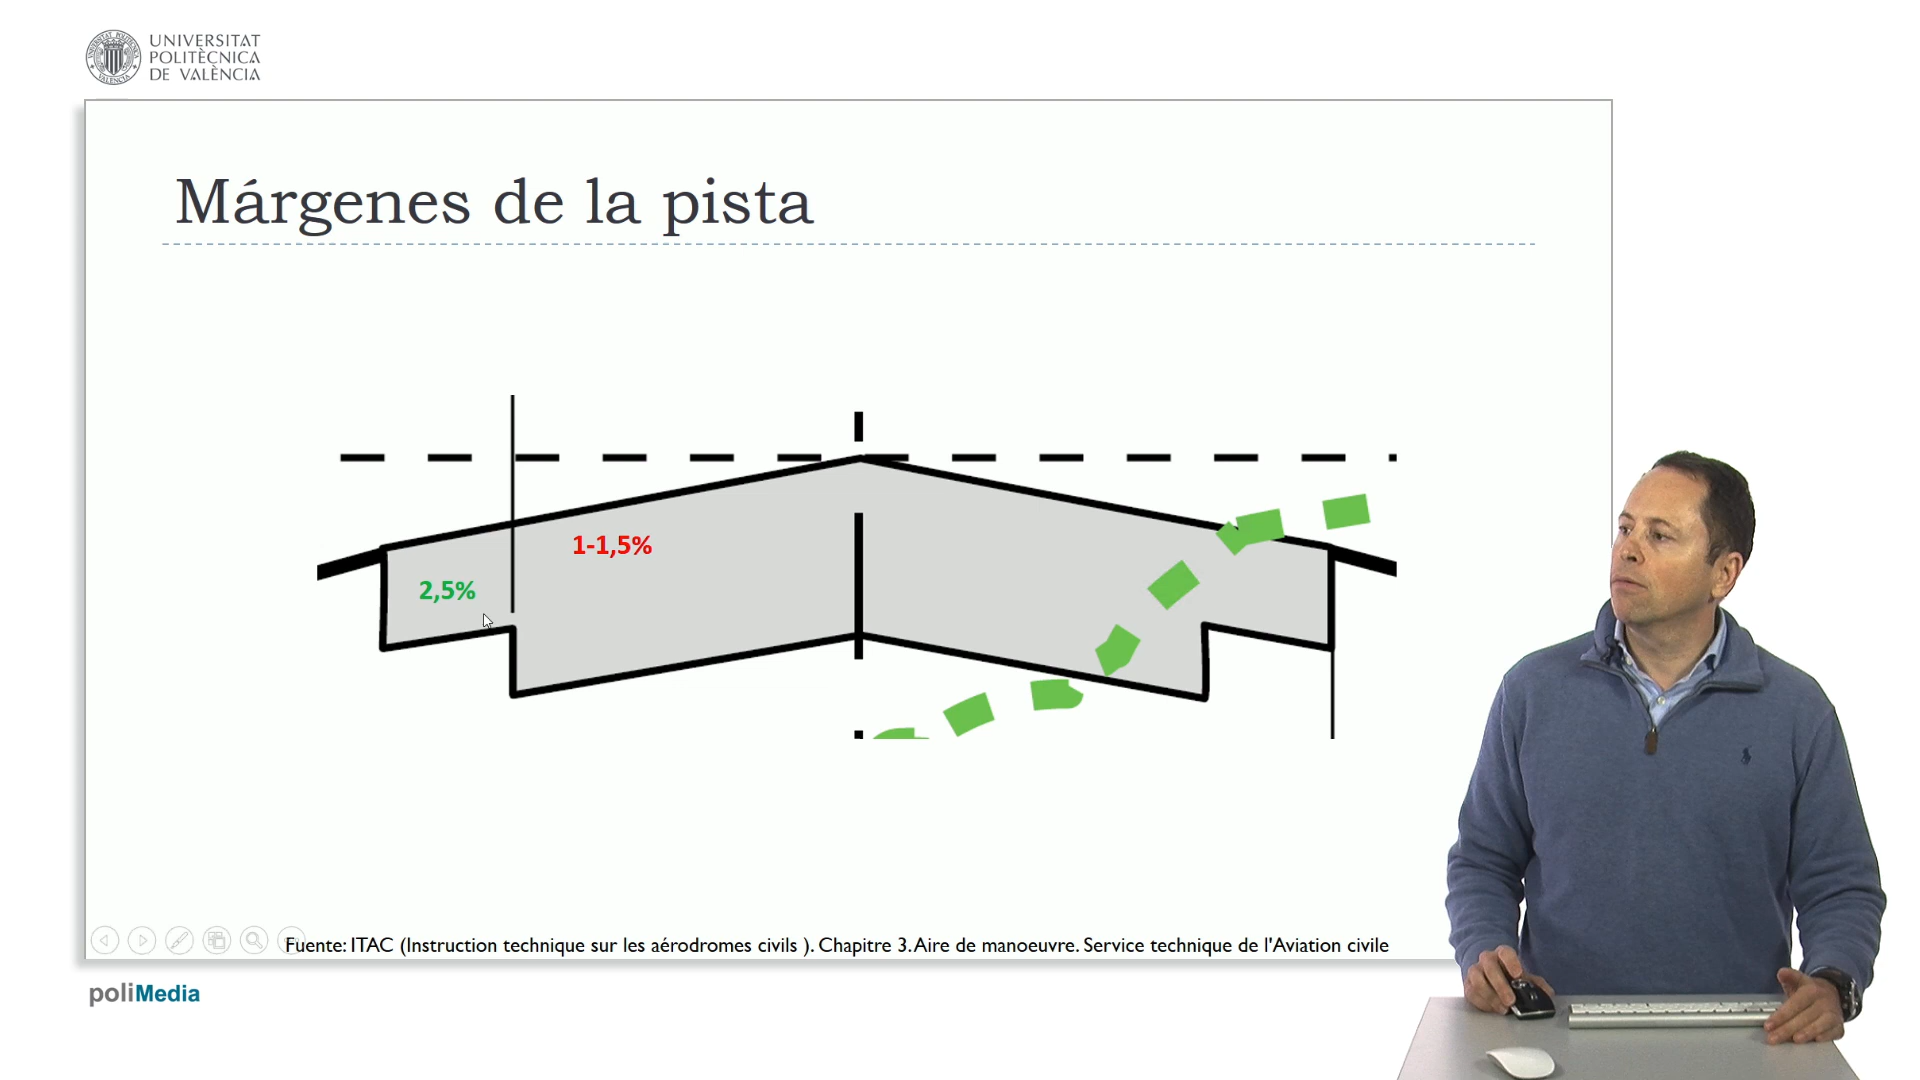 UNIVERSITAT
POLITÈCNICA
DE VALÈNCIA
Márgenes de la pista
1-1,5%
2,5%
Fuente: ITAC (Instruction technique sur les aérodromes civils ). Chapitre 3. Aire de manoeuvre. Service technique de l'Aviation civile
poliMedia